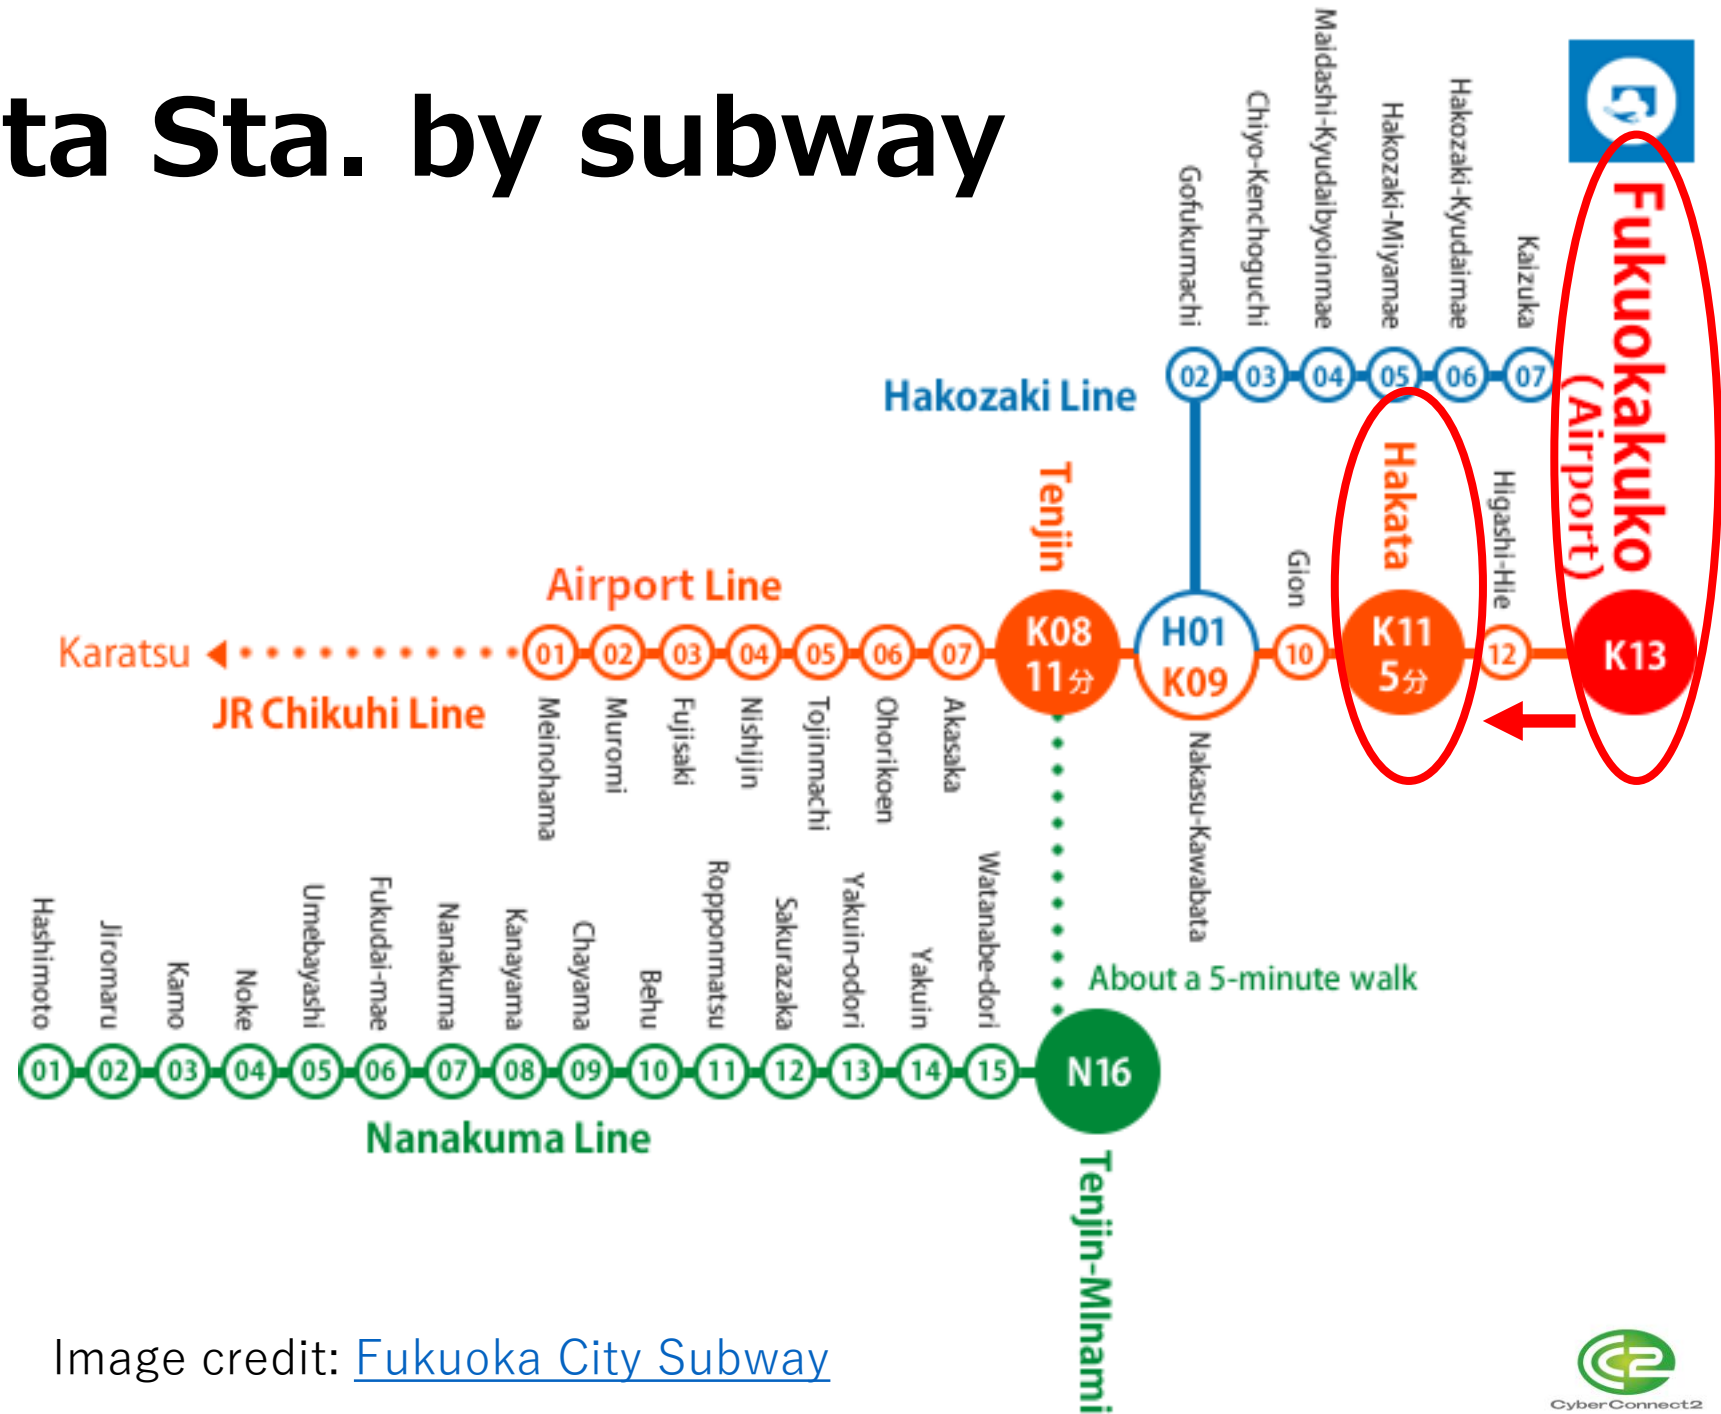 ta Sta. by subway
Fukuokakuko
(Airport)
K13
Gofukumachi
Chiyo-Kenchoguchi
Maidashi-Kyudaibyoinmae
Hakozaki-Miyamae
Hakozaki-Kyudaimae
Kaizuka
Hakozaki Line
02
03
04
05
06
07
Tenjin
Gion
Hakata
Higashi-Hie
Airport Line
Karatsu
01
02
03
04
05
06
07
K08
11分
H01
K09
10
K11
5分
12
JR Chikuhi Line
Meinohama
Muromi
Fujisaki
Nishijin
Tojinmachi
Ohorikoen
Akasaka
Nakasu-Kawabata
Hashimoto
Jiromaru
Kamo
Noke
Umebayashi
Fukudai-mae
Nanakuma
Kanayama
Chayama
Behu
Ropponmatsu
Sakurazaka
Yakuin-odori
Yakuin
Watanabe-dori
About a 5-minute walk
01
02
03
04
05
06
07
08
09
10
11
12
13
14
15
N16
Nanakuma Line
Tenjin-MInami
Image credit: Fukuoka City Subway
CyberConnect2